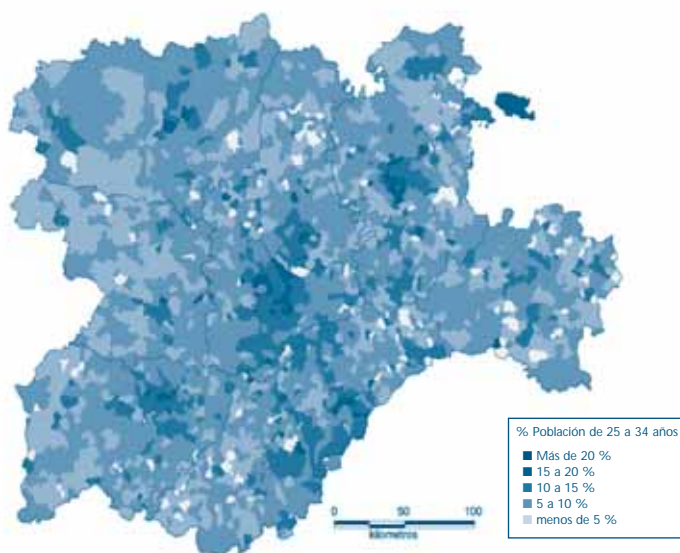 % Población de 25 a 34 años
Más de 20 %
15 a 20 %
10 a 15 %
5 a 10 %
menos de 5 %
0 50 100
kilómetros